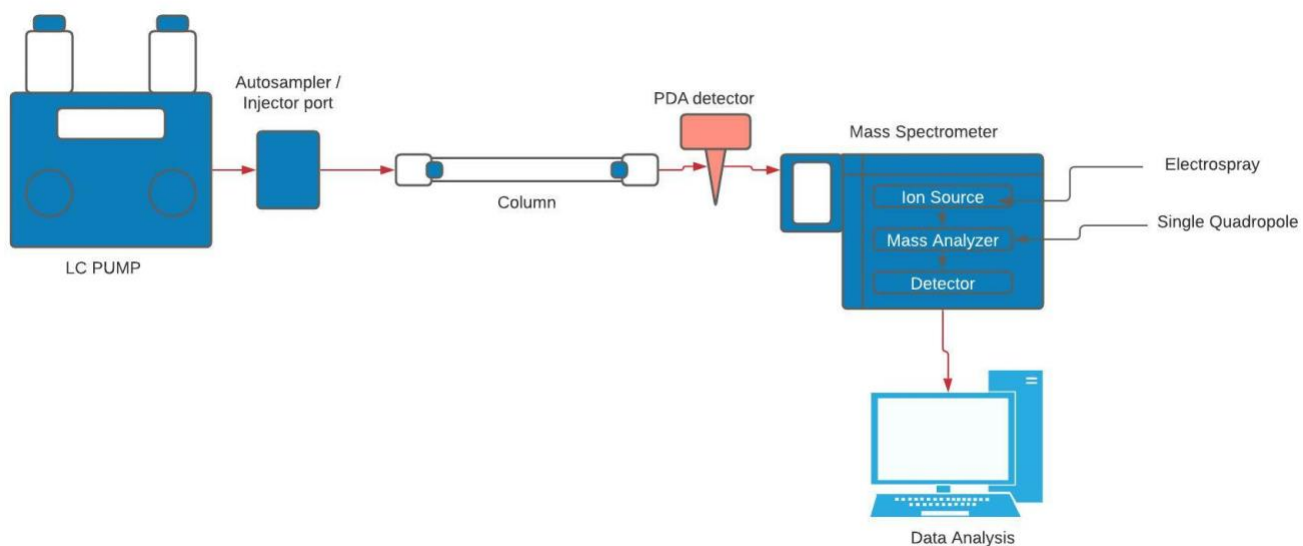 Autosampler /
Injector port
PDA detector
Mass Spectrometer
Electrospray
Ion Source
Single Quadropole
Mass Analyzer
Column
LC PUMP
Detector
Data Analysis